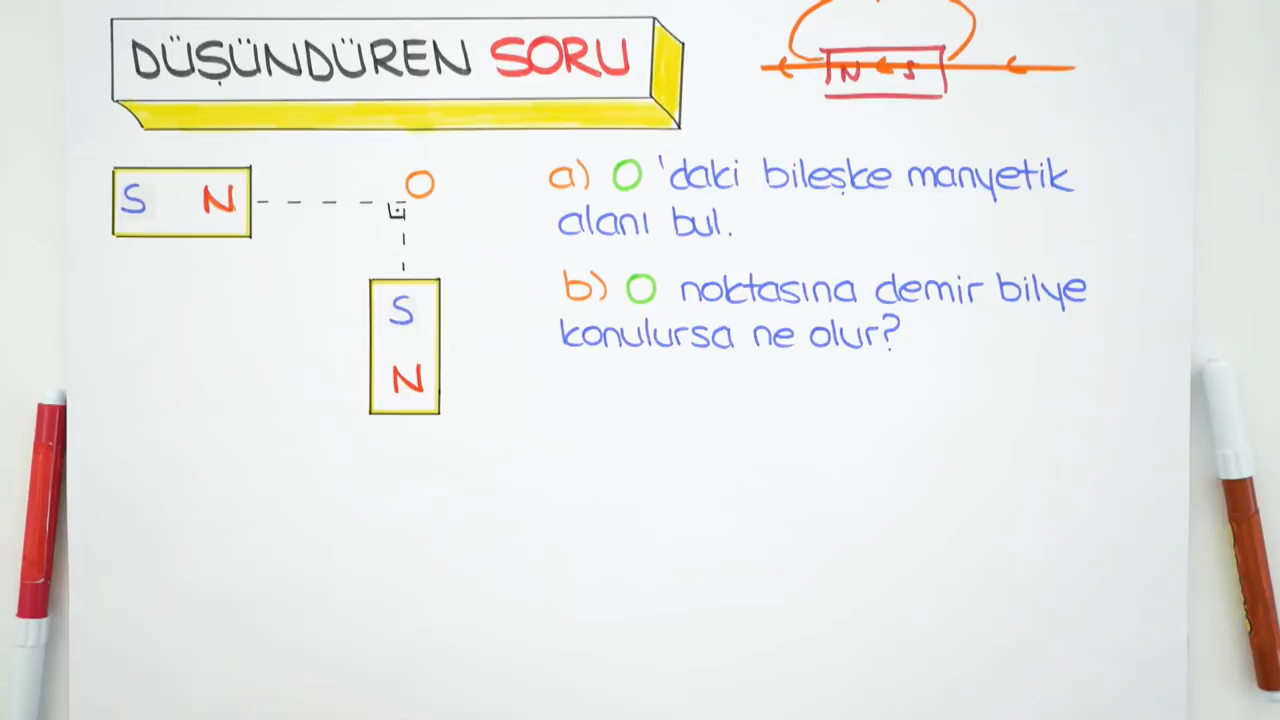 DÜŞÜNDÜREN SORU
N S
S N
O
S
N
a) O 'daki bileşke manyetik
alanı bul.
b) O noktasına demir bilye
konulursa ne olur?